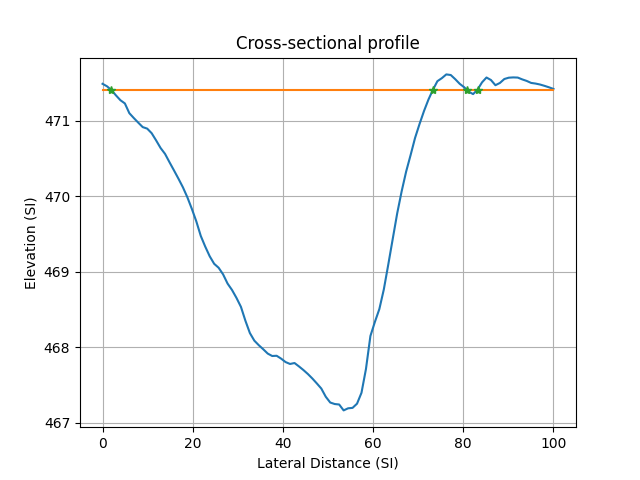 Cross-sectional profile
Elevation (SI)
471
470
469
468
467
0 20 40 60 80 100
Lateral Distance (SI)